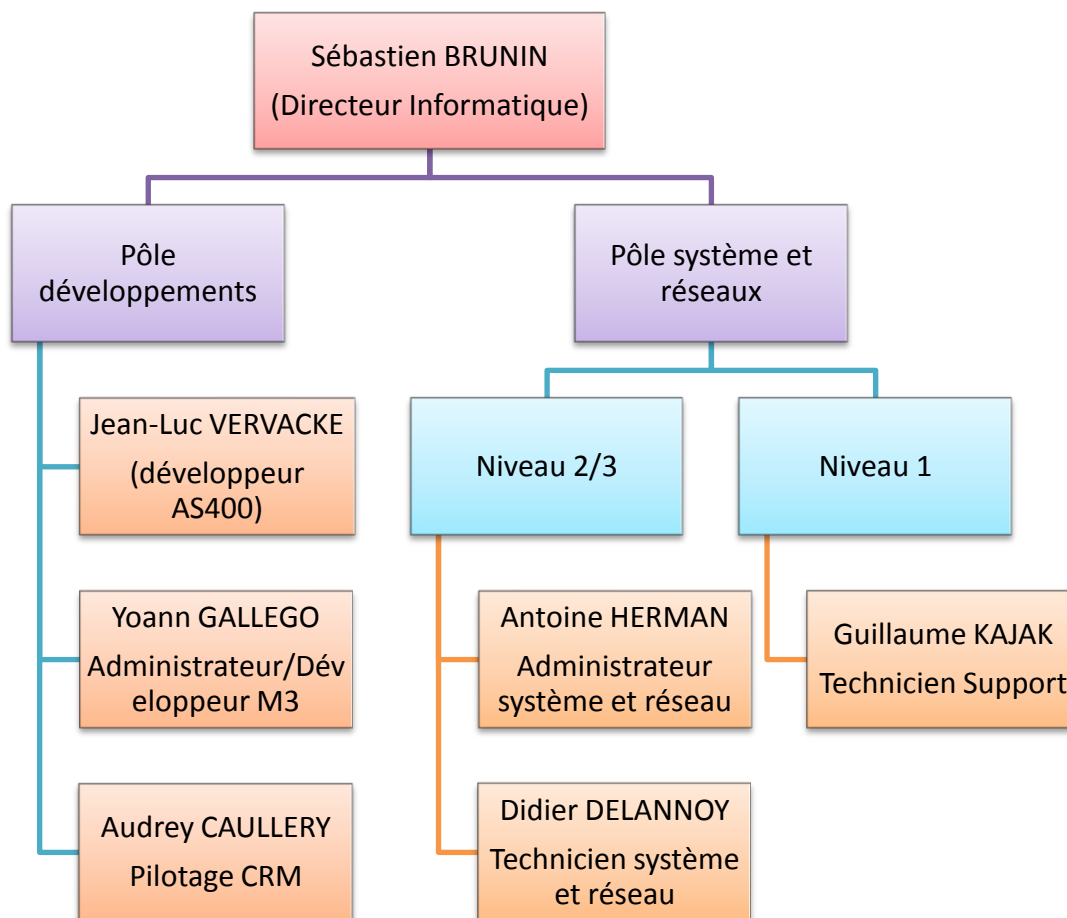 Sébastien BRUNIN
(Directeur Informatique)
Pôle
développements
Pôle système et
réseaux
Jean-Luc VERVACKE
(développeur
AS400)
Yoann GALLEGO
Administrateur/Dév
eloppeur M3
Audrey CAULLERY
Pilotage CRM
Niveau 2/3
Antoine HERMAN
Administrateur
système et réseau
Didier DELANNOY
Technicien système
et réseau
Niveau 1
Guillaume KAJAK
Technicien Support